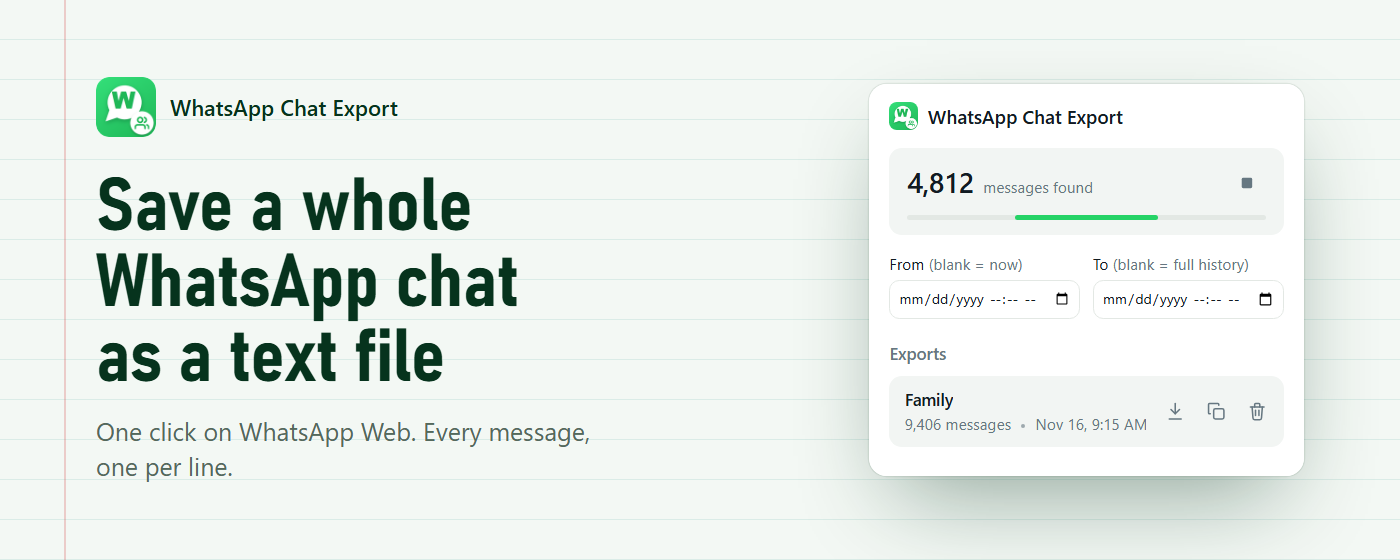 WhatsApp Chat Export
Save a whole
WhatsApp chat
as a text file
One click on WhatsApp Web. Every message,
one per line.
W
WhatsApp Chat Export
4,812 messages found
From (blank = now) To (blank = full history)
mm/dd/yyyy --:-- -- mm/dd/yyyy --:-- --
Exports
Family
9,406 messages • Nov 16, 9:15 AM